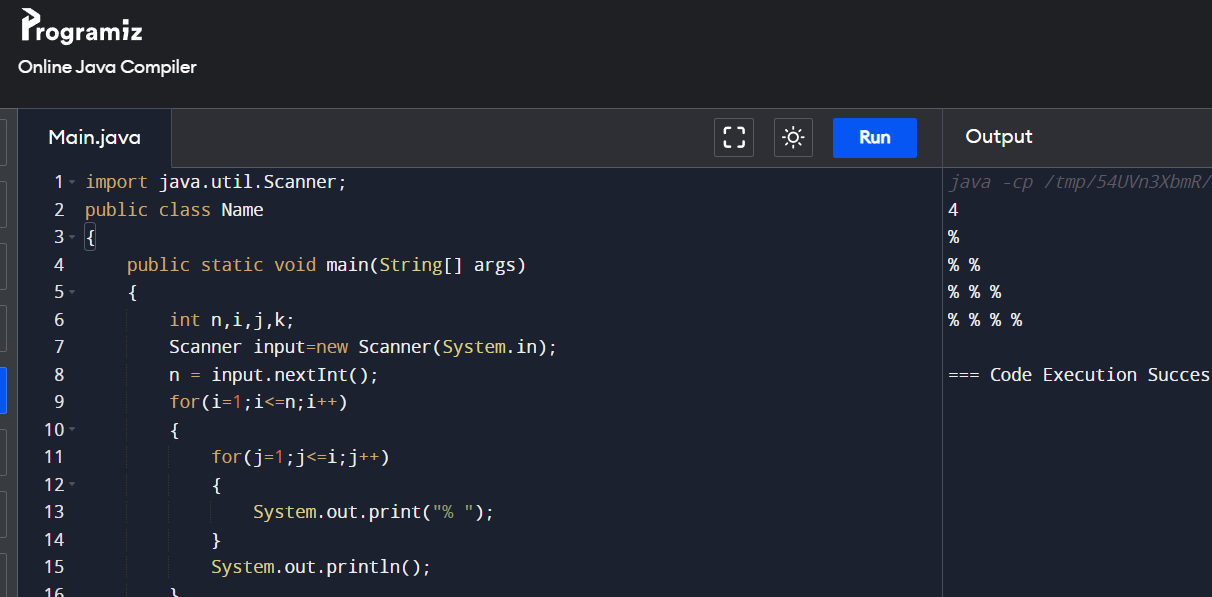 Programiz
Online Java Compiler
Main.java
Run
Output
1 import java.util.Scanner;
2 public class Name
3 {
4     public static void main(String[] args)
5     {
6         int n,i,j,k;
7         Scanner input=new Scanner(System.in);
8         n = input.nextInt();
9         for(i=1;i<=n;i++)
10         {
11             for(j=1;j<=i;j++)
12             {
13                 System.out.print("% ");
14             }
15             System.out.println();
16         }
java -cp /tmp/54UVn3XbmR/
4
%
% %
% % %
% % % %
=== Code Execution Succes